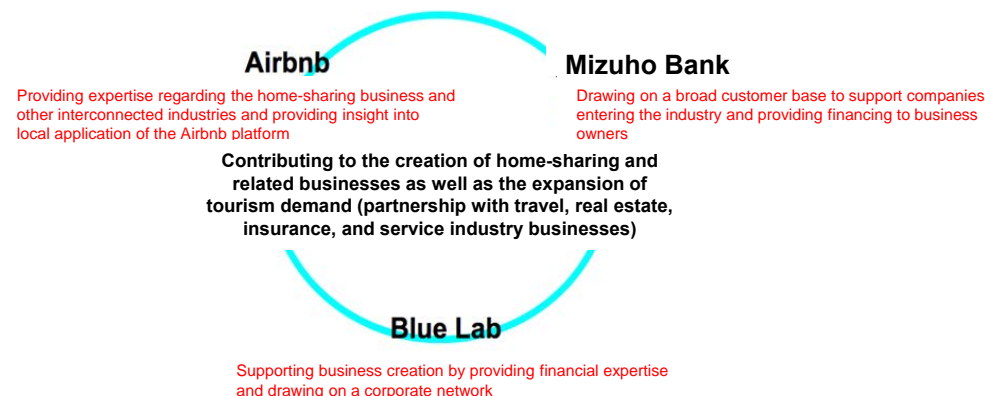 Airbnb
Providing expertise regarding the home-sharing business and
other interconnected industries and providing insight into
local application of the Airbnb platform
Mizuho Bank
Drawing on a broad customer base to support companies
entering the industry and providing financing to business
owners
Contributing to the creation of home-sharing and
related businesses as well as the expansion of
tourism demand (partnership with travel, real estate,
insurance, and service industry businesses)
Blue Lab
Supporting business creation by providing financial expertise
and drawing on a corporate network